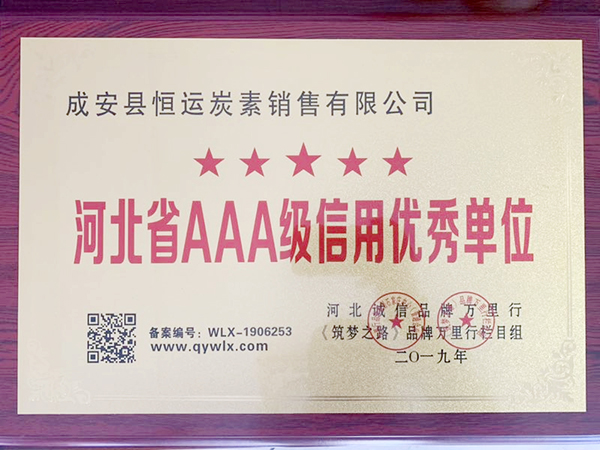 成安县恒运炭素销售有限公司
河北省AAA级信用优秀单位
备案编号：WLX-1906253
www.qywlx.com
河北诚信品牌万里行
《筑梦之路》品牌万里行栏目组
二〇一九年